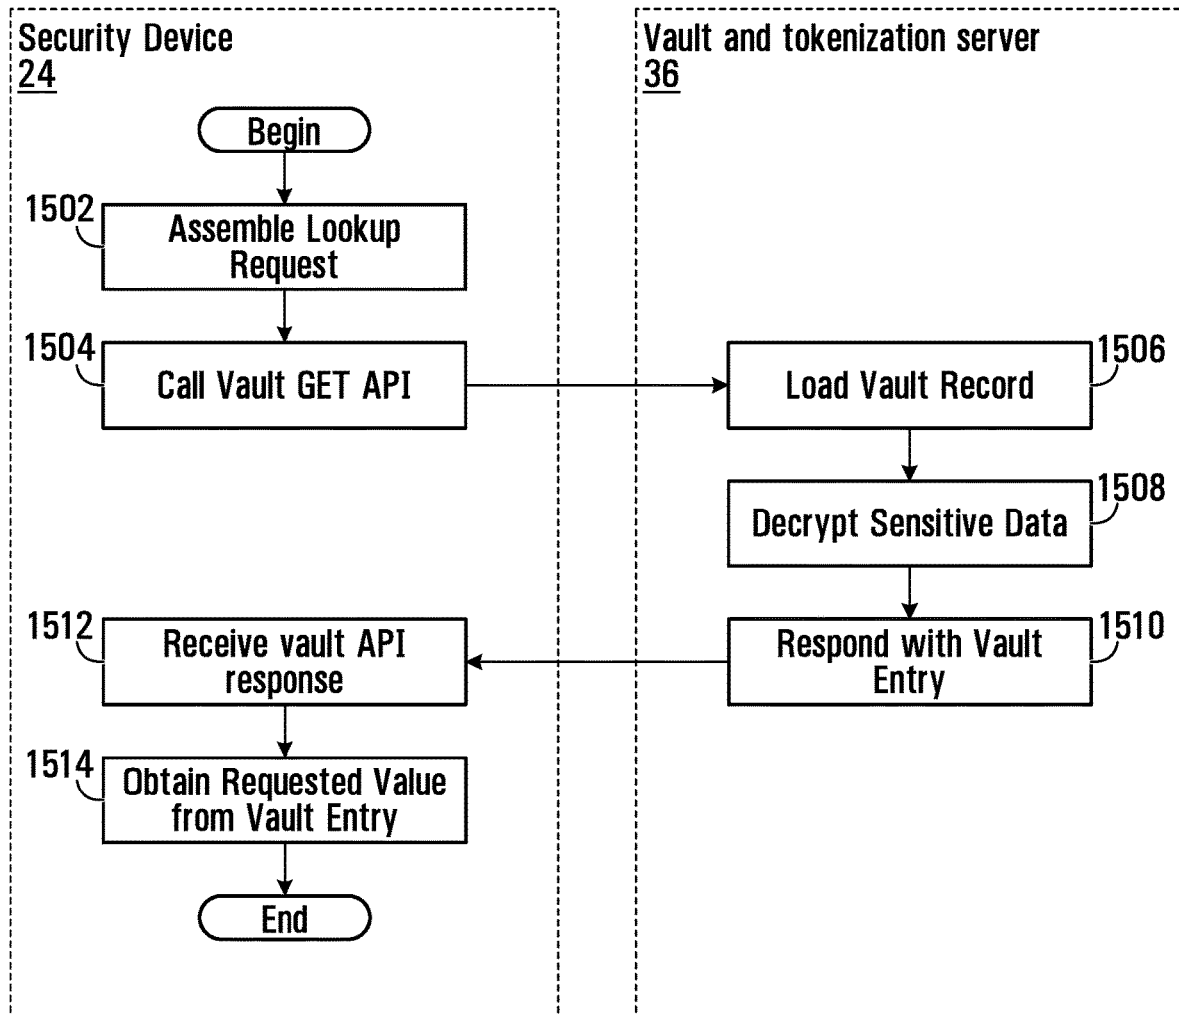 Security Device
24
Vault and tokenization server
36
Begin
1502
Assemble Lookup
Request
1504
Call Vault GET API
1506
Load Vault Record
1508
Decrypt Sensitive Data
1510
Respond with Vault
Entry
1512
Receive vault API
response
1514
Obtain Requested Value
from Vault Entry
End